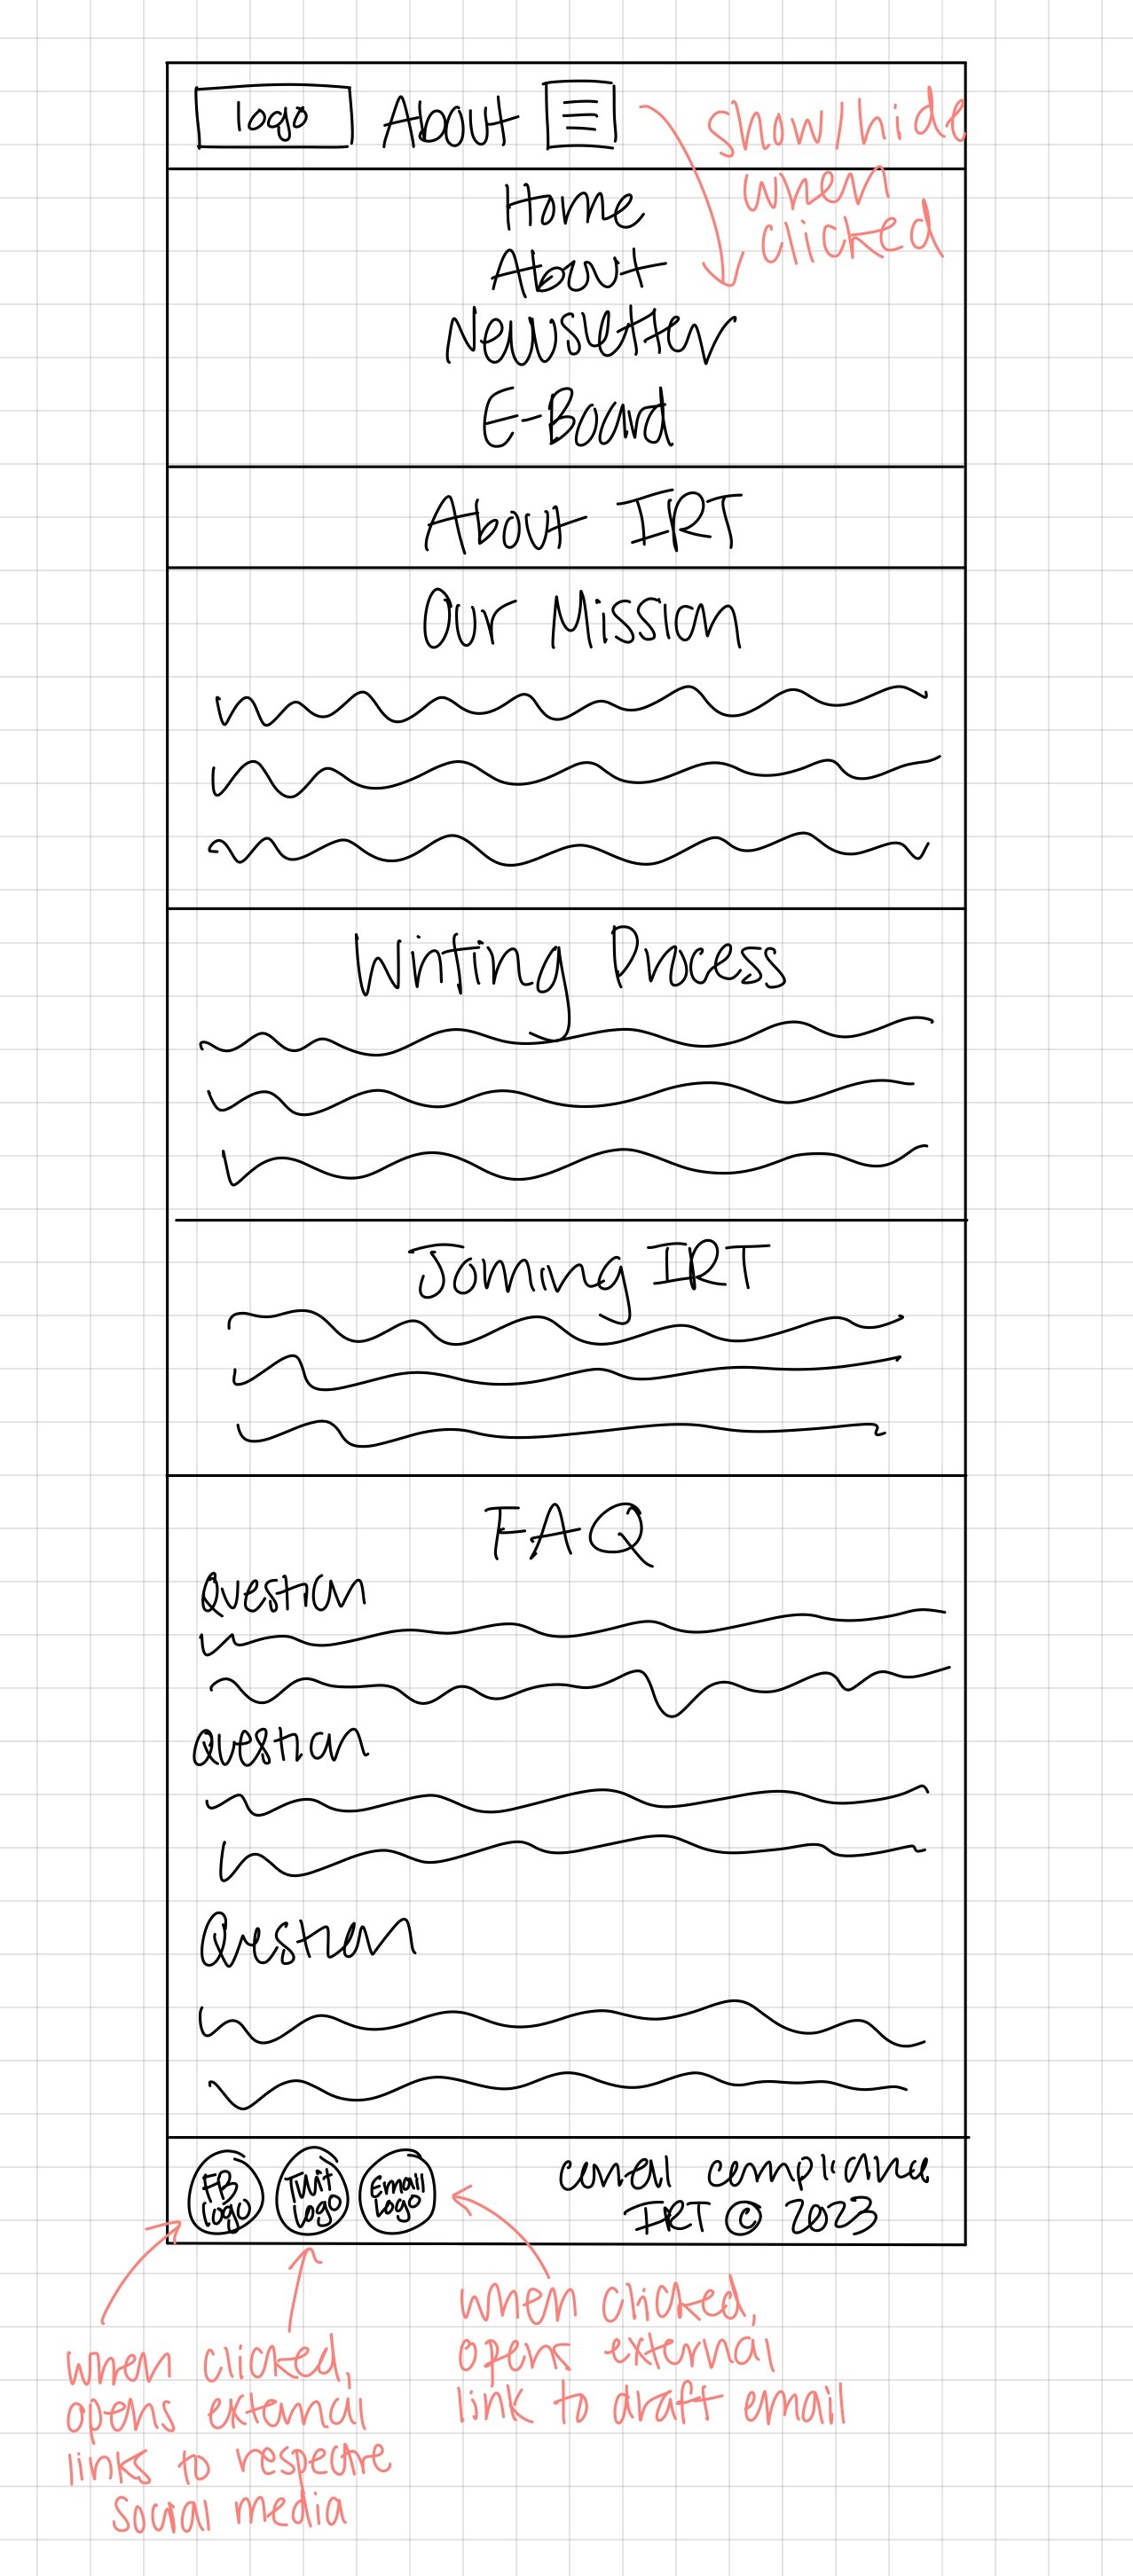 logo About show/hide
when
clicked
Home
About
Newsletter
E-Board
About IRT
Our Mission
Writing Process
Joining IRT
FAQ
Question
Question
Question
FB logo
Twit logo
Email logo
IRT © 2023
when clicked,
opens external
links to respective
social media
when clicked,
opens external
link to draft email